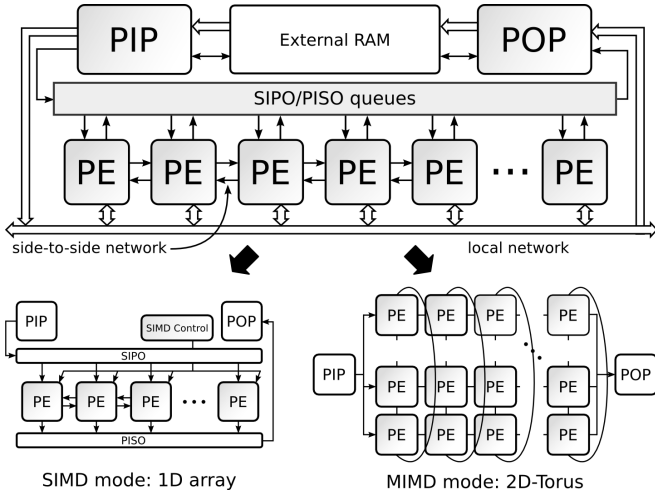 PIP
External RAM
POP
SIPO/PISO queues
PE PE PE PE PE ... PE
side-to-side network
local network
PIP
SIMD Control
POP
SIPO
PE PE PE ... PE
PISO
SIMD mode: 1D array
PE PE PE PE
PIP
PE PE PE PE
POP
PE PE PE PE
MIMD mode: 2D-Torus